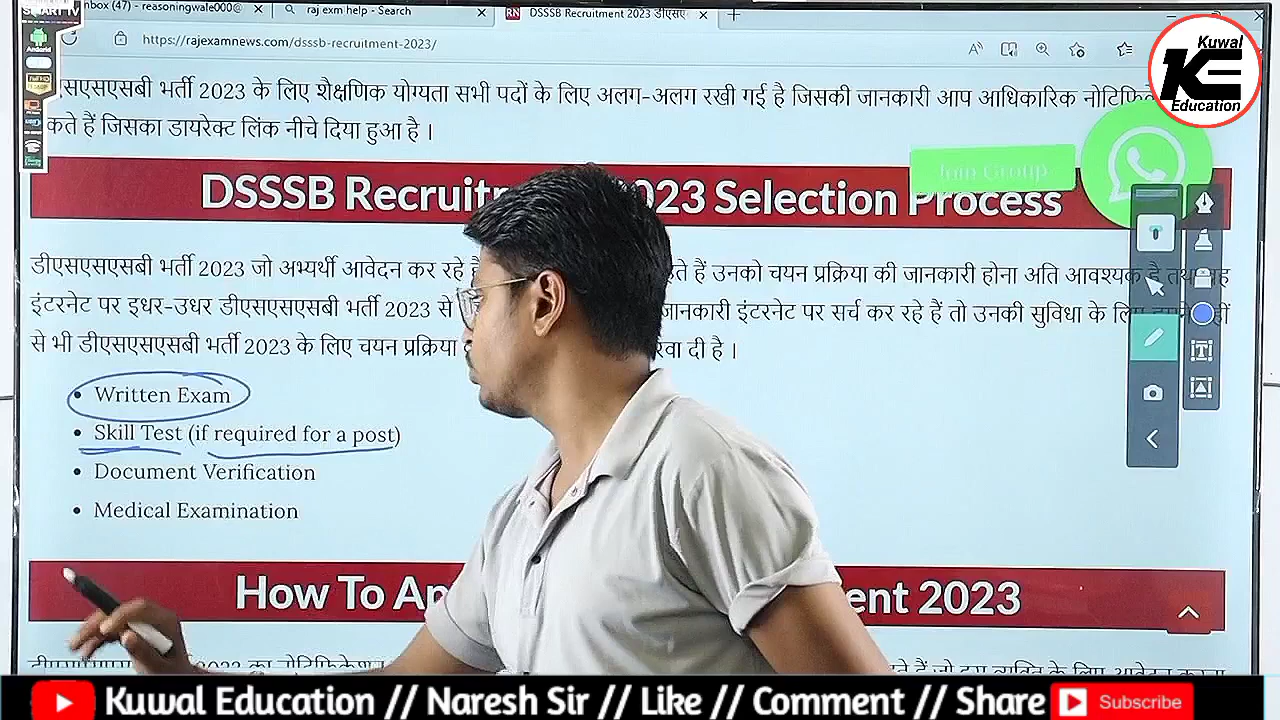 nbox (47) - reasoningwale000@
raj exm help - Search
RN DSSSB Recruitment 2023 डीएसए
https://rajexamnews.com/dsssb-recruitment-2023/
Kuwal
KE
Education
सएसएसबी भर्ती 2023 के लिए शैक्षणिक योग्यता सभी पदों के लिए अलग-अलग रखी गई है जिसकी जानकारी आप आधिकारिक
कते हैं जिसका डायरेक्ट लिंक नीचे दिया हुआ है ।
Join Group
DSSSB 2023 Selection Process
डीएसएसएसबी भर्ती 2023 जो अभ्यर्थी आवेदन कर रहे हैं उनको चयन प्रक्रिया की जानकारी होना अति आवश्यक है
इंटरनेट पर इधर-उधर डीएसएसएसबी भर्ती 2023 से जानकारी इंटरनेट पर सर्च कर रहे हैं तो उनकी सुविधा के
से भी डीएसएसएसबी भर्ती 2023 के लिए चयन प्रक्रिया दी है ।
Written Exam
Skill Test (if required for a post)
Document Verification
Medical Examination
How To 2023
Kuwal Education // Naresh Sir // Like // Comment // Share
Subscribe